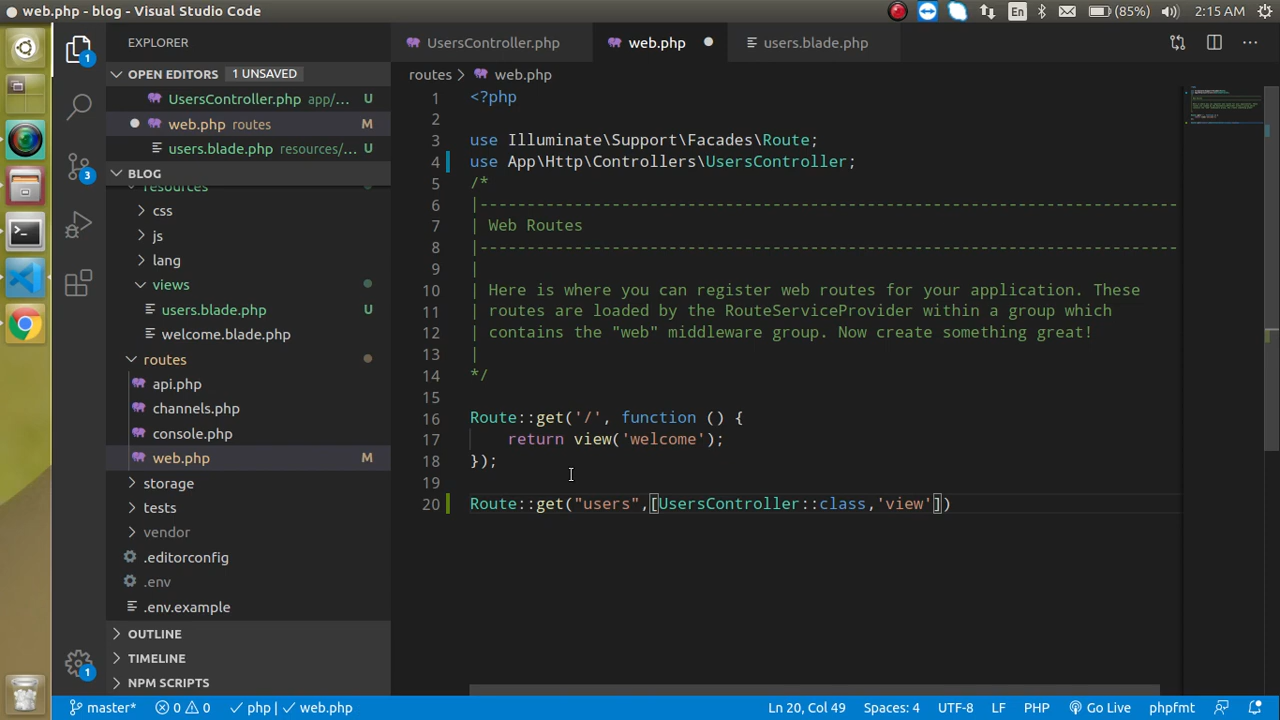 web.php - blog - Visual Studio Code
En
(85%)
2:15 AM
EXPLORER
UsersController.php
web.php
users.blade.php
OPEN EDITORS
1 UNSAVED
UsersController.php app/... U
web.php routes M
users.blade.php resources/... U
BLOG
resources
css
js
lang
views
users.blade.php U
welcome.blade.php
routes
api.php
channels.php
console.php
web.php M
storage
tests
vendor
.editorconfig
.env
.env.example
OUTLINE
TIMELINE
NPM SCRIPTS
1
3
1
routes > web.php
1 <?php
2
3 use Illuminate\Support\Facades\Route;
4 use App\Http\Controllers\UsersController;
5 /*
6 |--------------------------------------------------------------------------
7 | Web Routes
8 |--------------------------------------------------------------------------
9 |
10 | Here is where you can register web routes for your application. These
11 | routes are loaded by the RouteServiceProvider within a group which
12 | contains the "web" middleware group. Now create something great!
13 |
14 */
15
16 Route::get('/', function () {
17 return view('welcome');
18 });
19
20 Route::get("users",[UsersController::class,'view'])
master* 0 0 php | web.php
Ln 20, Col 49 Spaces: 4 UTF-8 LF PHP Go Live phpfmt